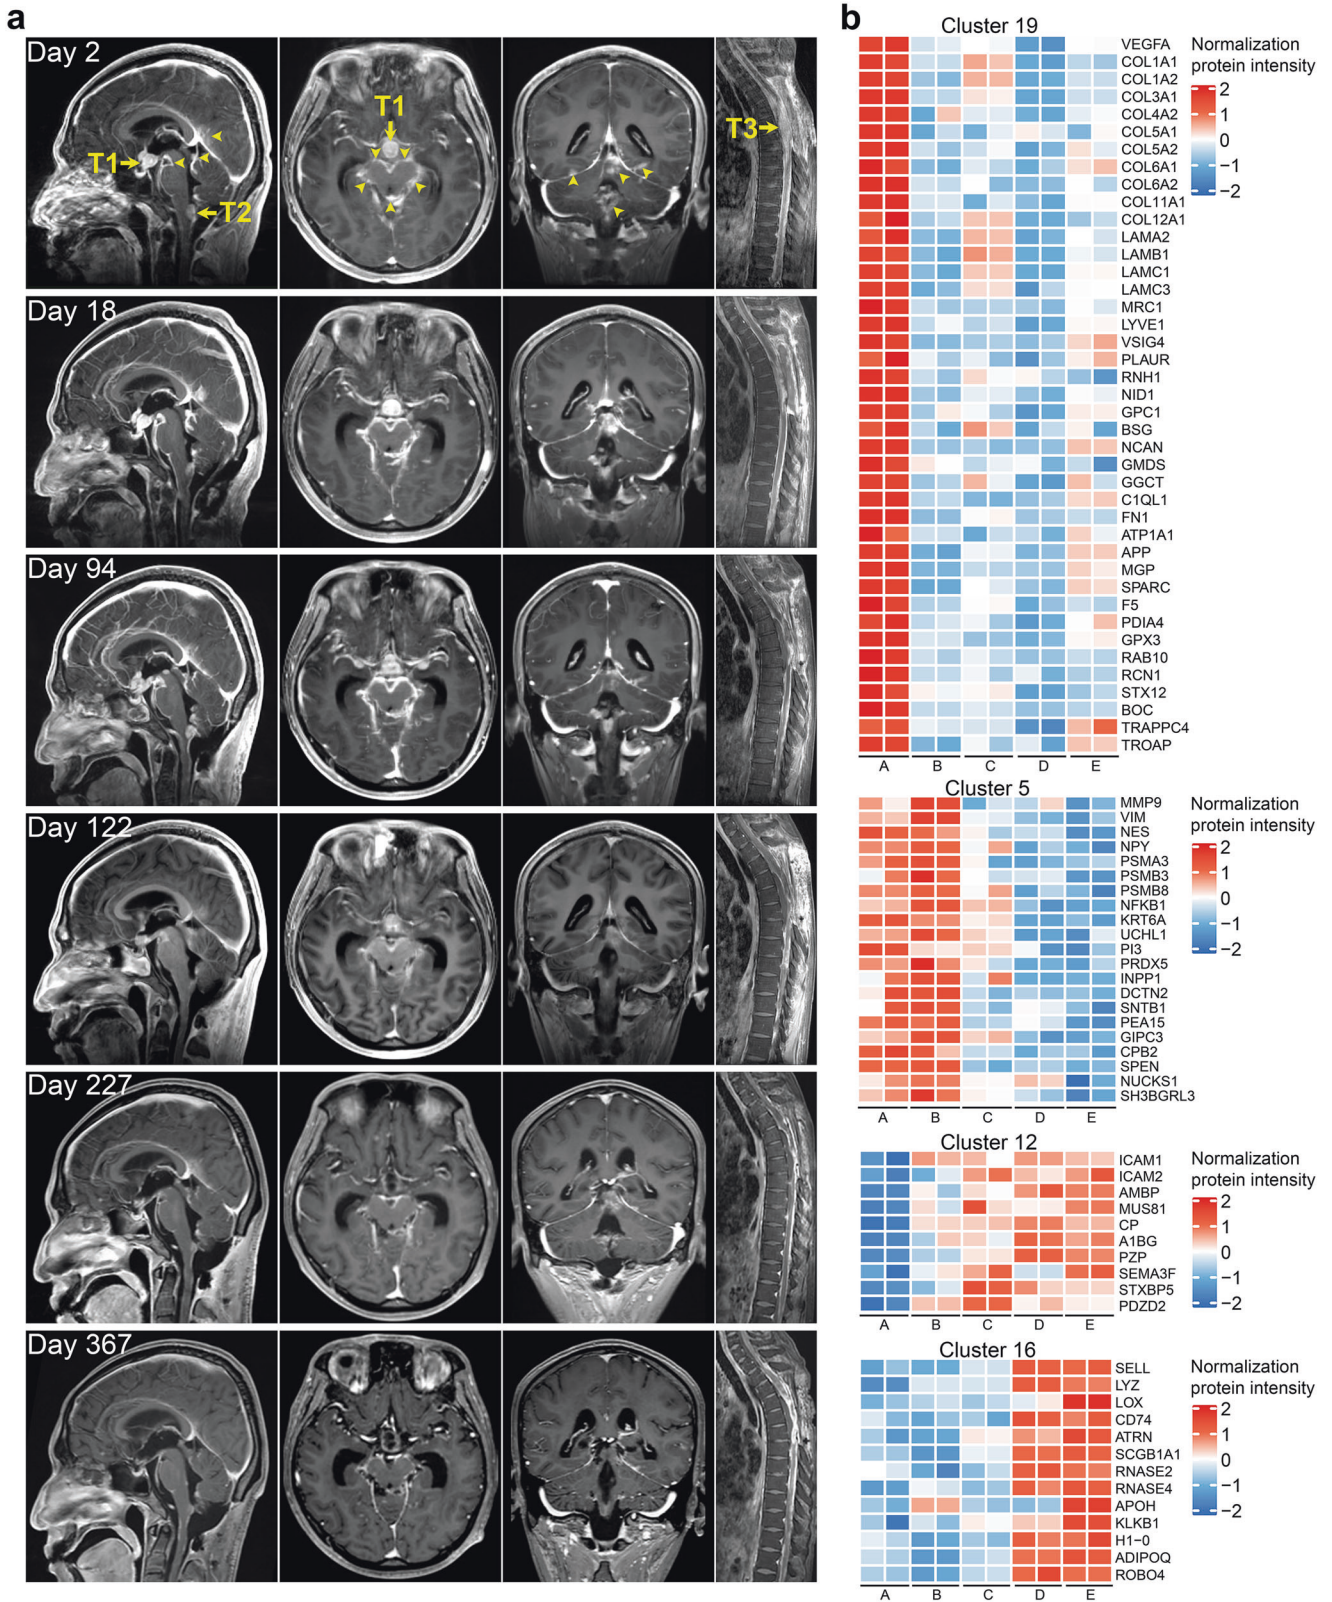 a
Day 2
T1
T2
T1
T3
Day 18
Day 94
Day 122
Day 227
Day 367
b
Cluster 19
VEGFA
COL1A1
COL1A2
COL3A1
COL4A2
COL5A1
COL5A2
COL6A1
COL6A2
COL11A1
COL12A1
LAMA2
LAMB1
LAMC1
LAMC3
MRC1
LYVE1
VSIG4
PLAUR
RNH1
NID1
GPC1
BSG
NCAN
GMDS
GGCT
C1QL1
FN1
ATP1A1
APP
MGP
SPARC
F5
PDIA4
GPX3
RAB10
RCN1
STX12
BOC
TRAPPC4
TROAP
A B C D E
Normalization
protein intensity
2
1
0
−1
−2
Cluster 5
MMP9
VIM
NES
NPY
PSMA3
PSMB3
PSMB8
NFKB1
KRT6A
UCHL1
PI3
PRDX5
INPP1
DCTN2
SNTB1
PEA15
GIPC3
CPB2
SPEN
NUCKS1
SH3BGRL3
A B C D E
Normalization
protein intensity
2
1
0
−1
−2
Cluster 12
ICAM1
ICAM2
AMBP
MUS81
CP
A1BG
PZP
SEMA3F
STXBP5
PDZD2
A B C D E
Normalization
protein intensity
2
1
0
−1
−2
Cluster 16
SELL
LYZ
LOX
CD74
ATRN
SCGB1A1
RNASE2
RNASE4
APOH
KLKB1
H1−0
ADIPOQ
ROBO4
A B C D E
Normalization
protein intensity
2
1
0
−1
−2